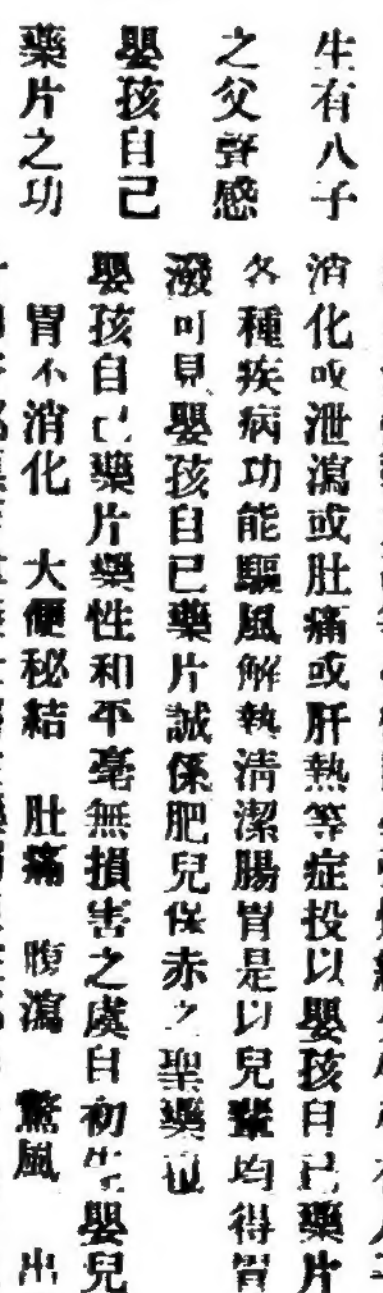 生有八子
之父聲感
嬰孩自己
藥片之功
消化或泄瀉或肚痛或肝熱等症投以嬰孩自己藥片
各種疾病功能驅風解熱清潔腸胃是以兒輩均得胃
潑可見嬰孩自己藥片誠係肥兒保赤之聖藥也
嬰孩自己藥片藥性和平毫無損害之虞自初生嬰兒
胃不消化 大便秘結 肚痛 腹瀉 驚風 出